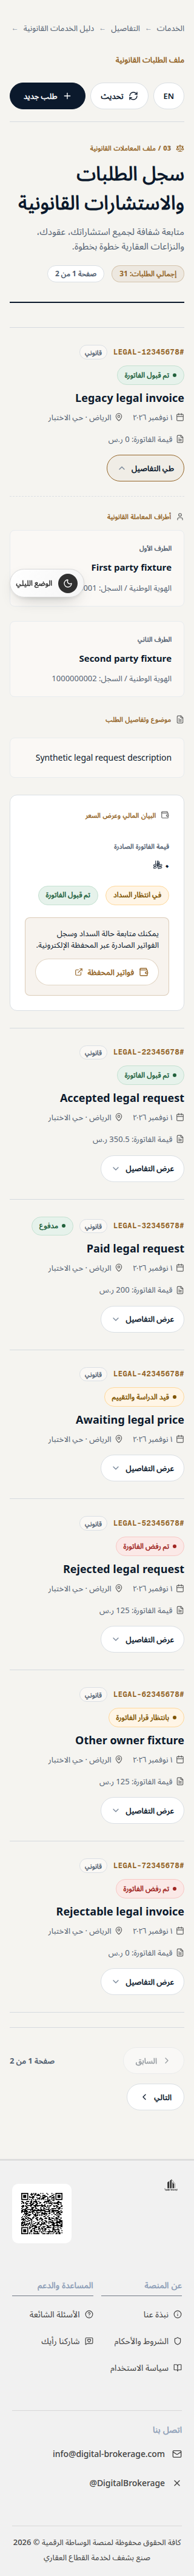 الخدمات ← التفاصيل ← دليل الخدمات القانونية ←
ملف الطلبات القانونية
EN
تحديث
طلب جديد
03 / ملف المعاملات القانونية
سجل الطلبات
والاستشارات القانونية
متابعة شفافة لجميع استشاراتك، عقودك،
والنزاعات العقارية خطوة بخطوة.
إجمالي الطلبات: 31
صفحة 1 من 2
#LEGAL-12345678
قانوني
تم قبول الفاتورة
Legacy legal invoice
١ نوفمبر ٢٠٢٦
الرياض · حي الاختبار
قيمة الفاتورة: 0 ر.س
طي التفاصيل
أطراف المعاملة القانونية
الطرف الأول
First party fixture
الهوية الوطنية / السجل:
الوضع الليلي
الطرف الثاني
Second party fixture
الهوية الوطنية / السجل: 1000000002
موضوع وتفاصيل الطلب
Synthetic legal request description
البيان المالي وعرض السعر
قيمة الفاتورة الصادرة
٠
في انتظار السداد
تم قبول الفاتورة
يمكنك متابعة حالة السداد وسجل
الفواتير الصادرة عبر المحفظة الإلكترونية.
فواتير المحفظة
#LEGAL-22345678
قانوني
تم قبول الفاتورة
Accepted legal request
١ نوفمبر ٢٠٢٦
الرياض · حي الاختبار
قيمة الفاتورة: 350.5 ر.س
عرض التفاصيل
#LEGAL-32345678
قانوني
مدفوع
Paid legal request
١ نوفمبر ٢٠٢٦
الرياض · حي الاختبار
قيمة الفاتورة: 200 ر.س
عرض التفاصيل
#LEGAL-42345678
قانوني
قيد الدراسة والتقييم
Awaiting legal price
١ نوفمبر ٢٠٢٦
الرياض · حي الاختبار
عرض التفاصيل
#LEGAL-52345678
قانوني
تم رفض الفاتورة
Rejected legal request
١ نوفمبر ٢٠٢٦
الرياض · حي الاختبار
قيمة الفاتورة: 125 ر.س
عرض التفاصيل
#LEGAL-62345678
قانوني
بانتظار قرار الفاتورة
Other owner fixture
١ نوفمبر ٢٠٢٦
الرياض · حي الاختبار
قيمة الفاتورة: 125 ر.س
عرض التفاصيل
#LEGAL-72345678
قانوني
تم رفض الفاتورة
Rejectable legal invoice
١ نوفمبر ٢٠٢٦
الرياض · حي الاختبار
قيمة الفاتورة: 0 ر.س
عرض التفاصيل
السابق
صفحة 1 من 2
التالي
عن المنصة
نبذة عنا
الشروط والأحكام
سياسة الاستخدام
المساعدة والدعم
الأسئلة الشائعة
شاركنا رأيك
اتصل بنا
info@digital-brokerage.com
@DigitalBrokerage
كافة الحقوق محفوظة لمنصة الوساطة الرقمية © 2026
صنع بشغف لخدمة القطاع العقاري